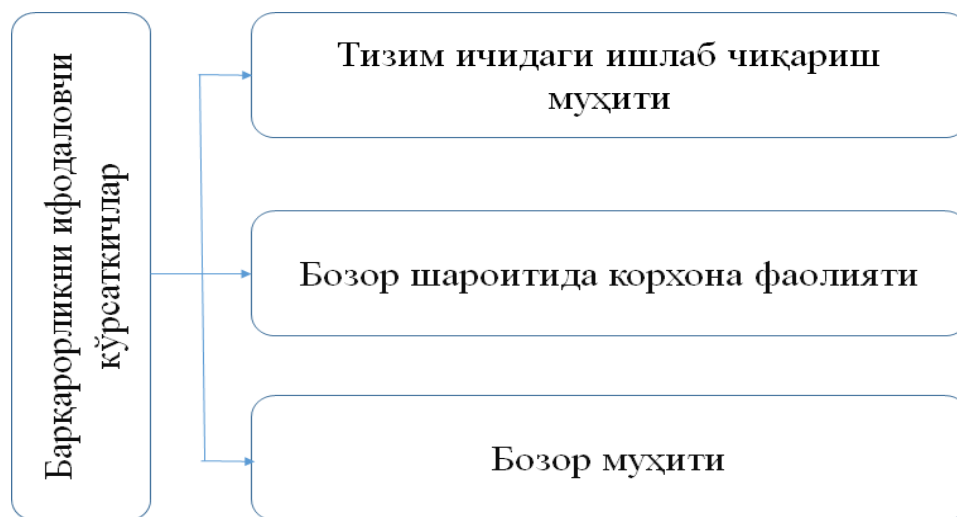 Барқарорликни ифодаловчи
кўрсаткичлар
Тизим ичидаги ишлаб чиқариш
муҳити
Бозор шароитида корхона фаолияти
Бозор муҳити